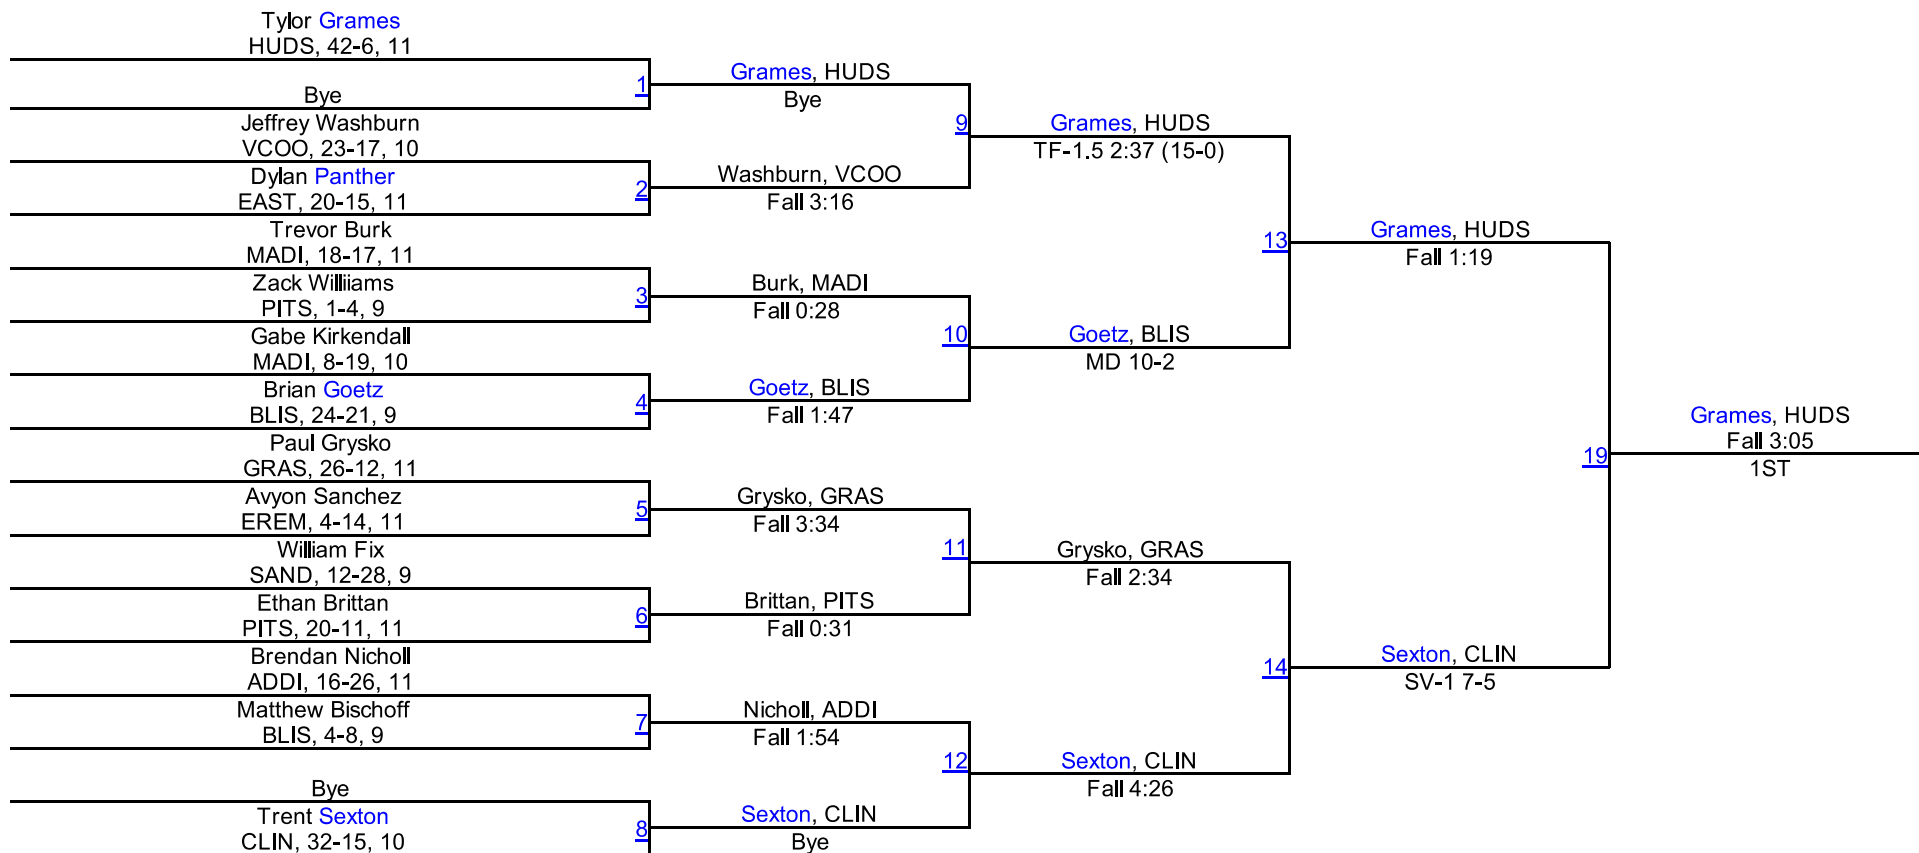 Tylor Grames
HUDS, 42-6, 11
Bye
1
Jeffrey Washburn
VCOO, 23-17, 10
Dylan Panther
EAST, 20-15, 11
2
Trevor Burk
MADI, 18-17, 11
Zack Williiams
PITS, 1-4, 9
3
Gabe Kirkendall
MADI, 8-19, 10
Brian Goetz
BLIS, 24-21, 9
4
Paul Grysko
GRAS, 26-12, 11
Avyon Sanchez
EREM, 4-14, 11
5
William Fix
SAND, 12-28, 9
Ethan Brittan
PITS, 20-11, 11
6
Brendan Nicholl
ADDI, 16-26, 11
Matthew Bischoff
BLIS, 4-8, 9
7
Bye
Trent Sexton
CLIN, 32-15, 10
8
Grames, HUDS
Bye
9
Washburn, VCOO
Fall 3:16
Burk, MADI
Fall 0:28
10
Goetz, BLIS
Fall 1:47
Grysko, GRAS
Fall 3:34
11
Brittan, PITS
Fall 0:31
Nicholl, ADDI
Fall 1:54
12
Sexton, CLIN
Bye
Grames, HUDS
TF-1.5 2:37 (15-0)
13
Goetz, BLIS
MD 10-2
Grysko, GRAS
Fall 2:34
14
Sexton, CLIN
Fall 4:26
Grames, HUDS
Fall 1:19
19
Sexton, CLIN
SV-1 7-5
Grames, HUDS
Fall 3:05
1ST